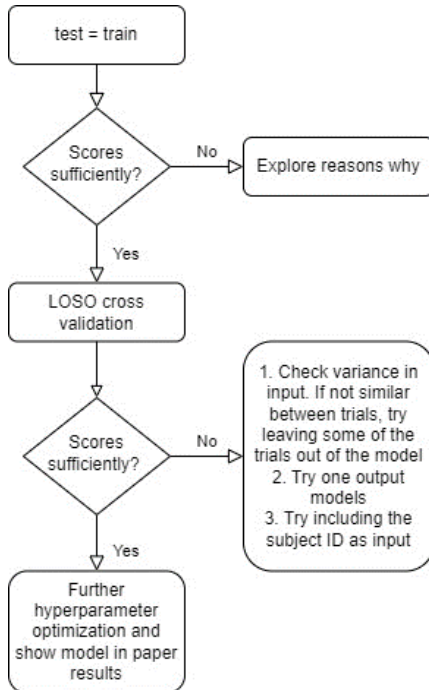 test = train
Scores
sufficiently?
No
Explore reasons why
Yes
LOSO cross
validation
Scores
sufficiently?
No
1. Check variance in
input. If not similar
between trials, try
leaving some of the
trials out of the model
2. Try one output
models
3. Try including the
subject ID as input
Yes
Further
hyperparameter
optimization and
show model in paper
results